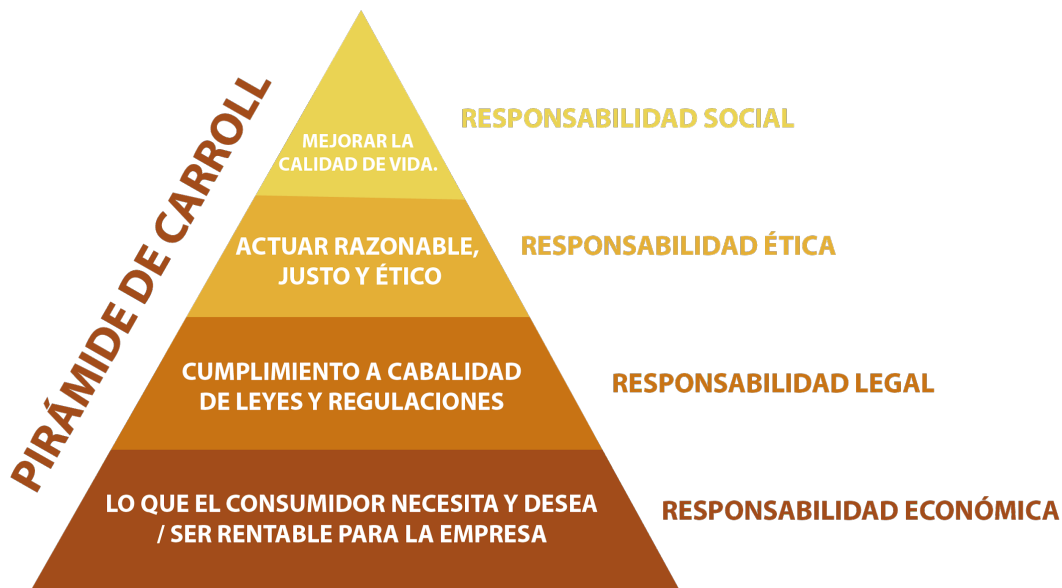 PIRÁMIDE DE CARROLL
MEJORAR LA
CALIDAD DE VIDA.
RESPONSABILIDAD SOCIAL
ACTUAR RAZONABLE,
JUSTO Y ÉTICO
RESPONSABILIDAD ÉTICA
CUMPLIMIENTO A CABALIDAD
DE LEYES Y REGULACIONES
RESPONSABILIDAD LEGAL
LO QUE EL CONSUMIDOR NECESITA Y DESEA
/ SER RENTABLE PARA LA EMPRESA
RESPONSABILIDAD ECONÓMICA